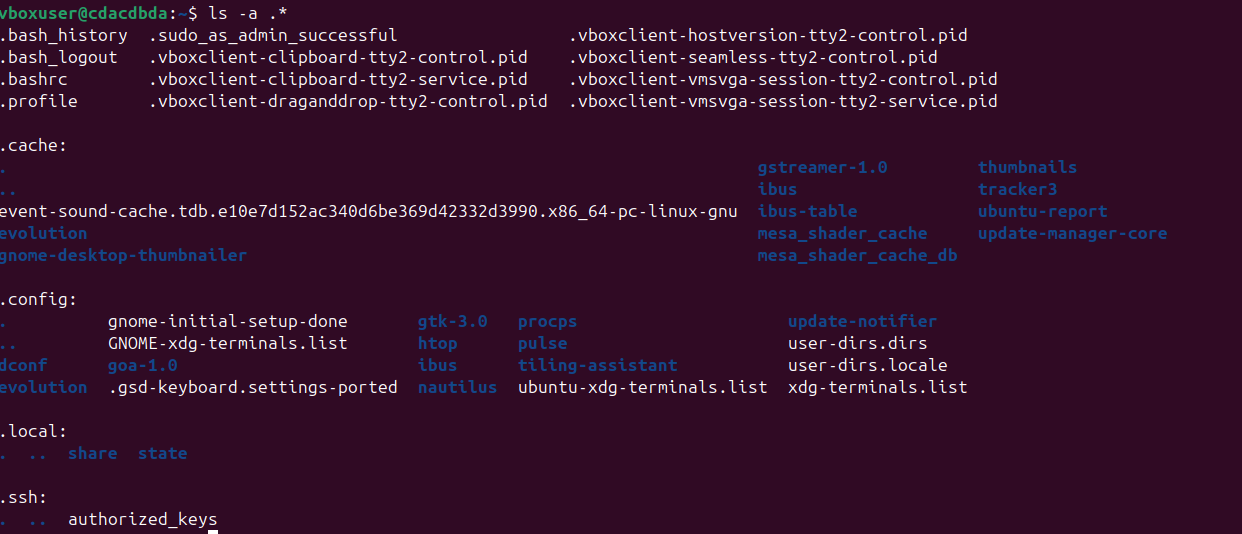 vboxuser@cdacdbda:~$ ls -a .*
.bash_history  .sudo_as_admin_successful                 .vboxclient-hostversion-tty2-control.pid
.bash_logout   .vboxclient-clipboard-tty2-control.pid    .vboxclient-seamless-tty2-control.pid
.bashrc        .vboxclient-clipboard-tty2-service.pid    .vboxclient-vmsvga-session-tty2-control.pid
.profile       .vboxclient-draganddrop-tty2-control.pid  .vboxclient-vmsvga-session-tty2-service.pid

.cache:
.                                                                           gstreamer-1.0         thumbnails
..                                                                          ibus                  tracker3
event-sound-cache.tdb.e10e7d152ac340d6be369d42332d3990.x86_64-pc-linux-gnu  ibus-table            ubuntu-report
evolution                                                                   mesa_shader_cache     update-manager-core
gnome-desktop-thumbnailer                                                   mesa_shader_cache_db

.config:
.          gnome-initial-setup-done       gtk-3.0   procps                     update-notifier
..         GNOME-xdg-terminals.list       htop      pulse                      user-dirs.dirs
dconf      goa-1.0                        ibus      tiling-assistant           user-dirs.locale
evolution  .gsd-keyboard.settings-ported  nautilus  ubuntu-xdg-terminals.list  xdg-terminals.list

.local:
.  ..  share  state

.ssh:
.  ..  authorized_keys